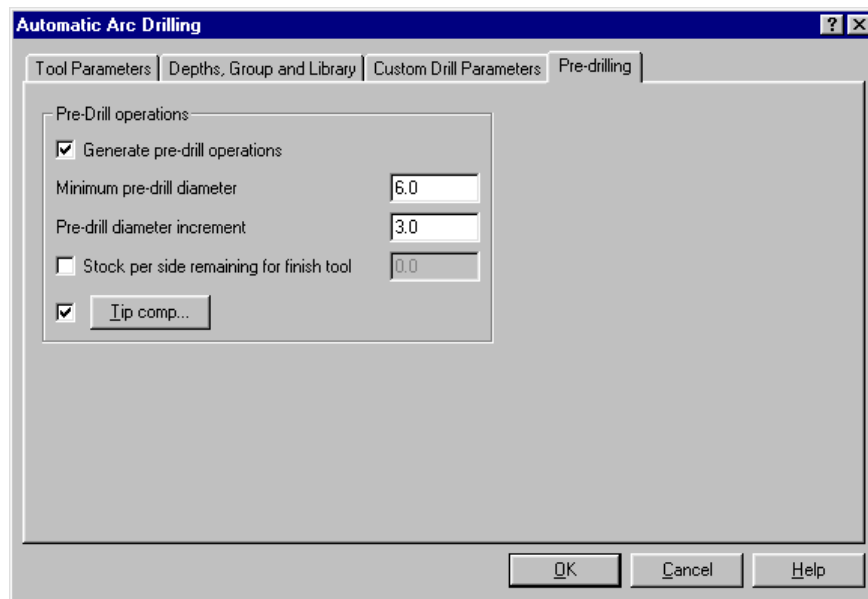 Automatic Arc Drilling
Tool Parameters Depths, Group and Library Custom Drill Parameters Pre-drilling
Pre-Drill operations
Generate pre-drill operations
Minimum pre-drill diameter 6.0
Pre-drill diameter increment 3.0
Stock per side remaining for finish tool 0.0
Tip comp...
OK Cancel Help